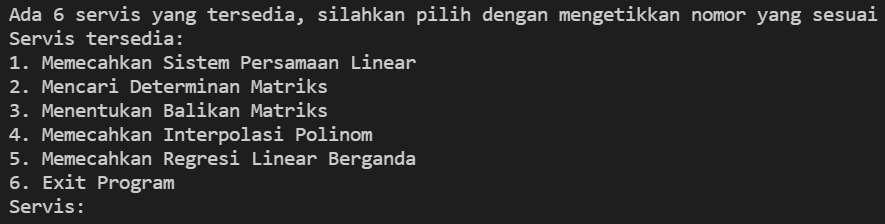 Ada 6 servis yang tersedia, silahkan pilih dengan mengetikkan nomor yang sesuai
Servis tersedia:
1. Memecahkan Sistem Persamaan Linear
2. Mencari Determinan Matriks
3. Menentukan Balikan Matriks
4. Memecahkan Interpolasi Polinom
5. Memecahkan Regresi Linear Berganda
6. Exit Program
Servis: